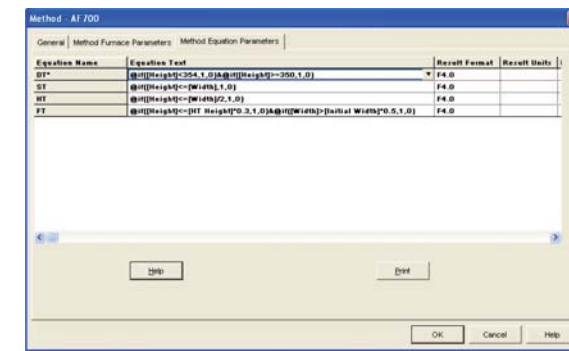 Method - AF 700
General Method Furnace Parameters Method Equation Parameters
Equation Name Equation Text Result Format Result Units
DT* @if([Height]<354,1,0)&@if([Height]>=350,1,0) F4.0
ST @if([Height]<=[Width],1,0) F4.0
HT @if([Height]<=[Width]/2,1,0) F4.0
FT @if([Height]<=[HT Height]*0.3,1,0)&@if([Width]>[Initial Width]*0.5,1,0) F4.0
Help Print
OK Cancel Help